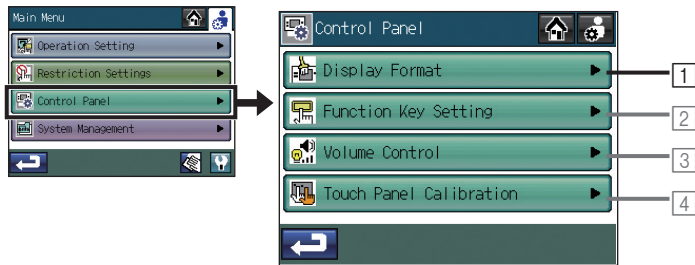 Main Menu
Operation Setting
Restriction Settings
Control Panel
System Management
Control Panel
Display Format
1
Function Key Setting
2
Volume Control
3
Touch Panel Calibration
4